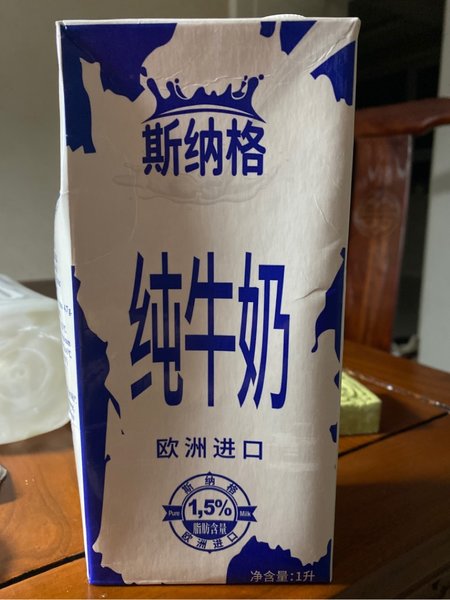 斯纳格
纯牛奶
欧洲进口
斯纳格
Pure 1,5% Milk
脂肪含量
欧洲进口
净含量:1升